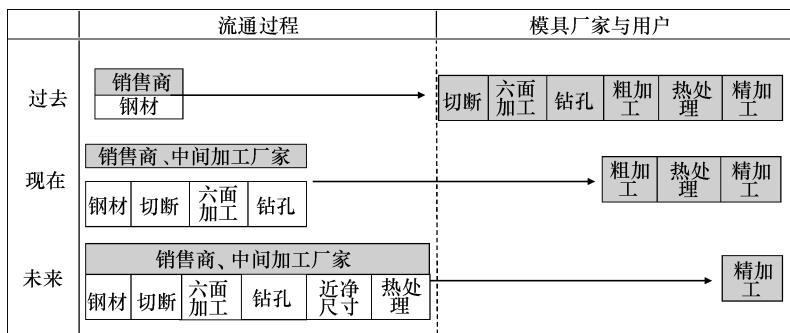 流通过程
模具厂家与用户
过去
销售商
钢材
切断
六面
加工
钻孔
粗加
工
热处
理
精加
工
现在
销售商、中间加工厂家
钢材
切断
六面
加工
钻孔
粗加
工
热处
理
精加
工
未来
销售商、中间加工厂家
钢材
切断
六面
加工
钻孔
近净
尺寸
热处
理
精加
工